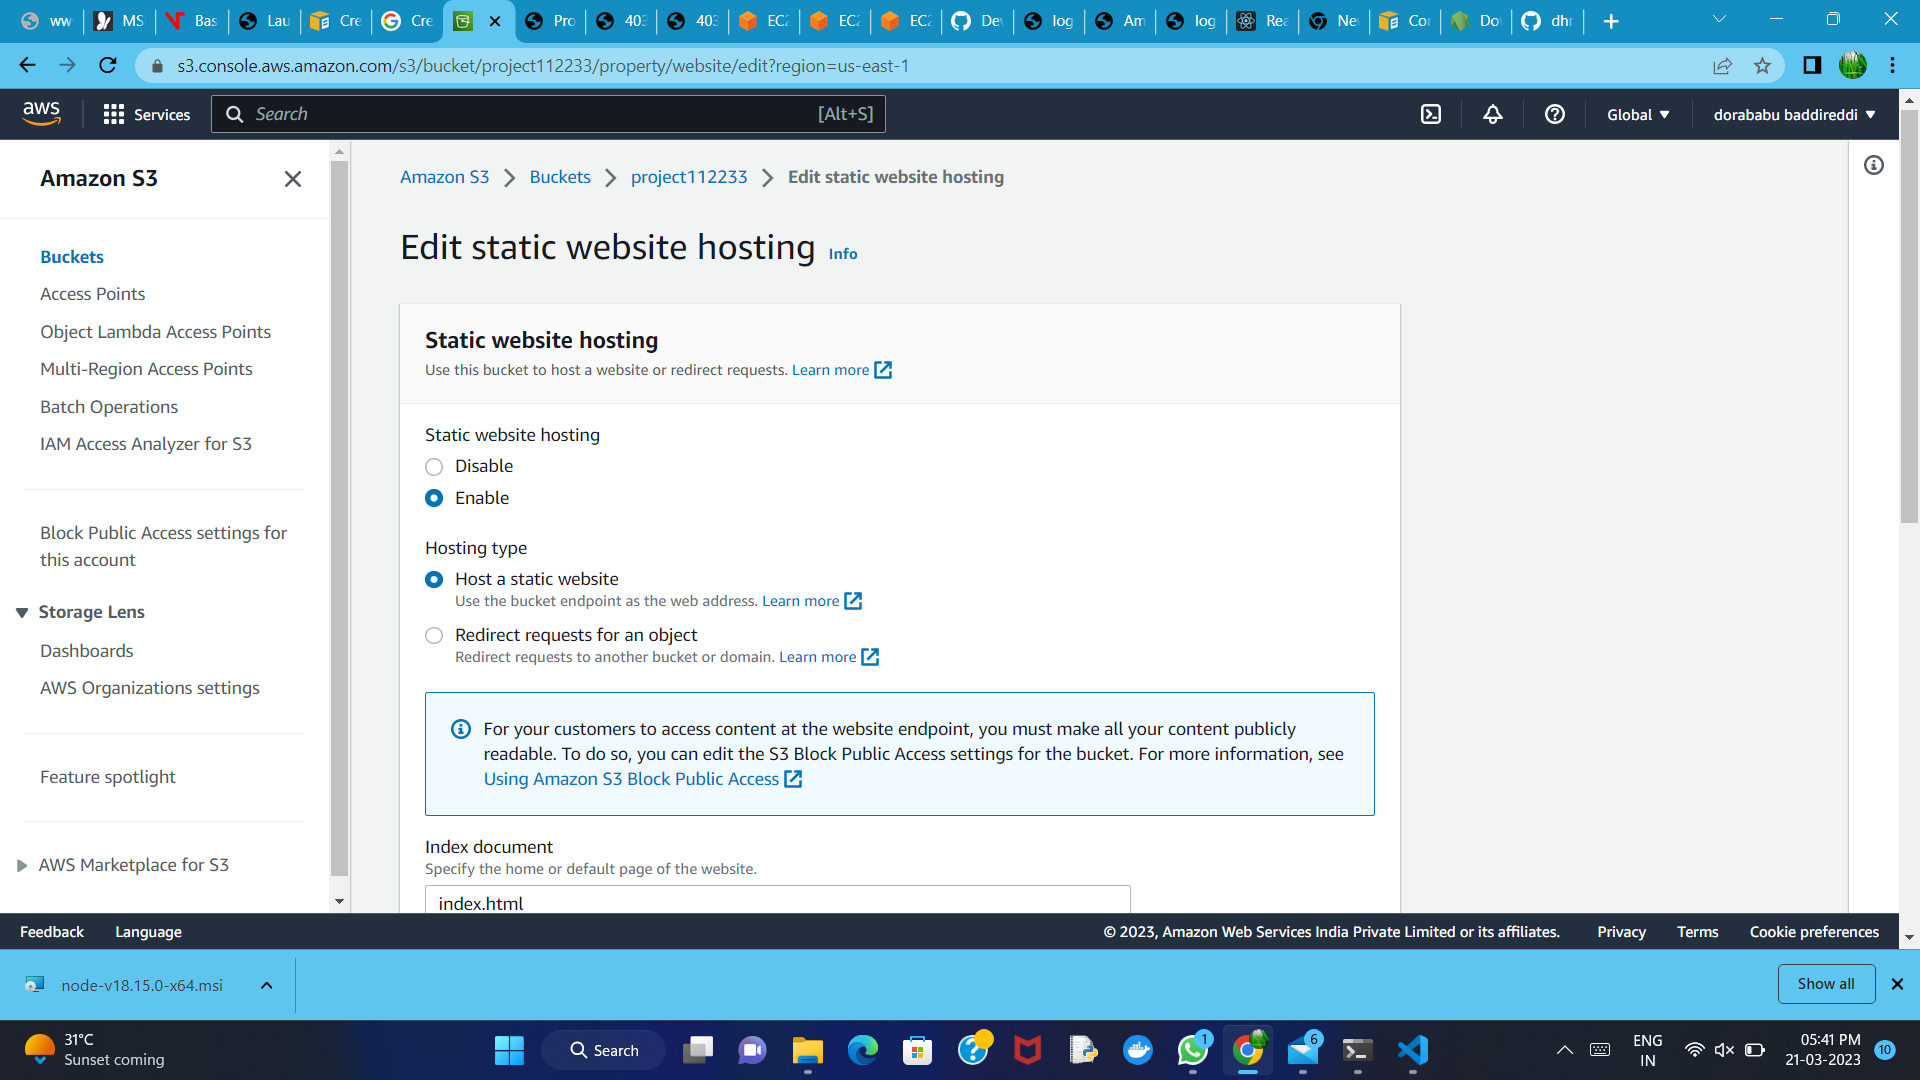 ww
MS
Bas
Lau
Cre
Cre
Pro
403
403
EC2
EC2
EC2
De
log
Am
log
Rea
Ne
Cor
Do
dhr
s3.console.aws.amazon.com/s3/bucket/project112233/property/website/edit?region=us-east-1
aws
Services
Search
[Alt+S]
Global
dorababu baddireddi
Amazon S3
Buckets
Access Points
Object Lambda Access Points
Multi-Region Access Points
Batch Operations
IAM Access Analyzer for S3
Block Public Access settings for
this account
Storage Lens
Dashboards
AWS Organizations settings
Feature spotlight
AWS Marketplace for S3
Amazon S3 > Buckets > project112233 > Edit static website hosting
Edit static website hosting Info
Static website hosting
Use this bucket to host a website or redirect requests. Learn more
Static website hosting
Disable
Enable
Hosting type
Host a static website
Use the bucket endpoint as the web address. Learn more
Redirect requests for an object
Redirect requests to another bucket or domain. Learn more
For your customers to access content at the website endpoint, you must make all your content publicly
readable. To do so, you can edit the S3 Block Public Access settings for the bucket. For more information, see
Using Amazon S3 Block Public Access
Index document
Specify the home or default page of the website.
index.html
Feedback
Language
© 2023, Amazon Web Services India Private Limited or its affiliates.
Privacy
Terms
Cookie preferences
node-v18.15.0-x64.msi
Show all
31°C
Sunset coming
Search
1
6
ENG
IN
05:41 PM
21-03-2023
10